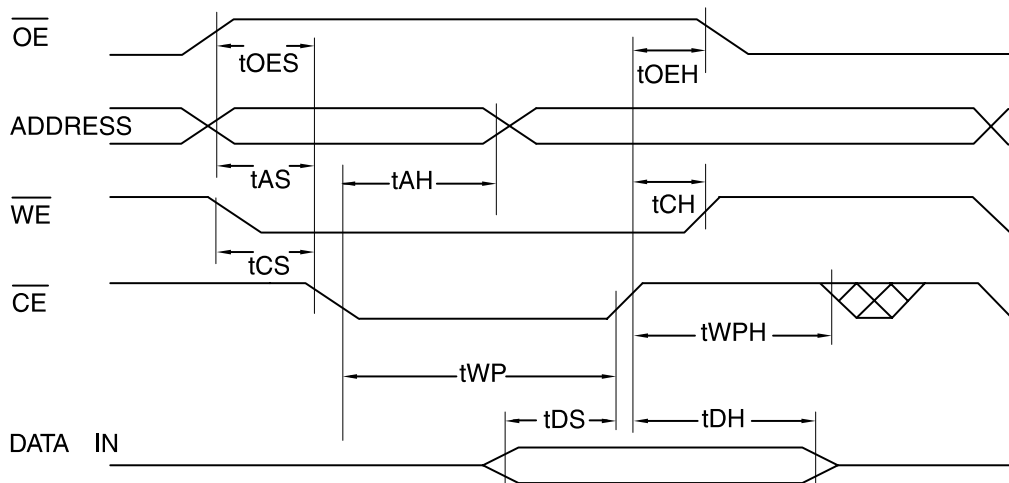 OE
tOES
tOEH
ADDRESS
tAS
tAH
WE
tCH
tCS
CE
tWPH
tWP
tDS
tDH
DATA IN